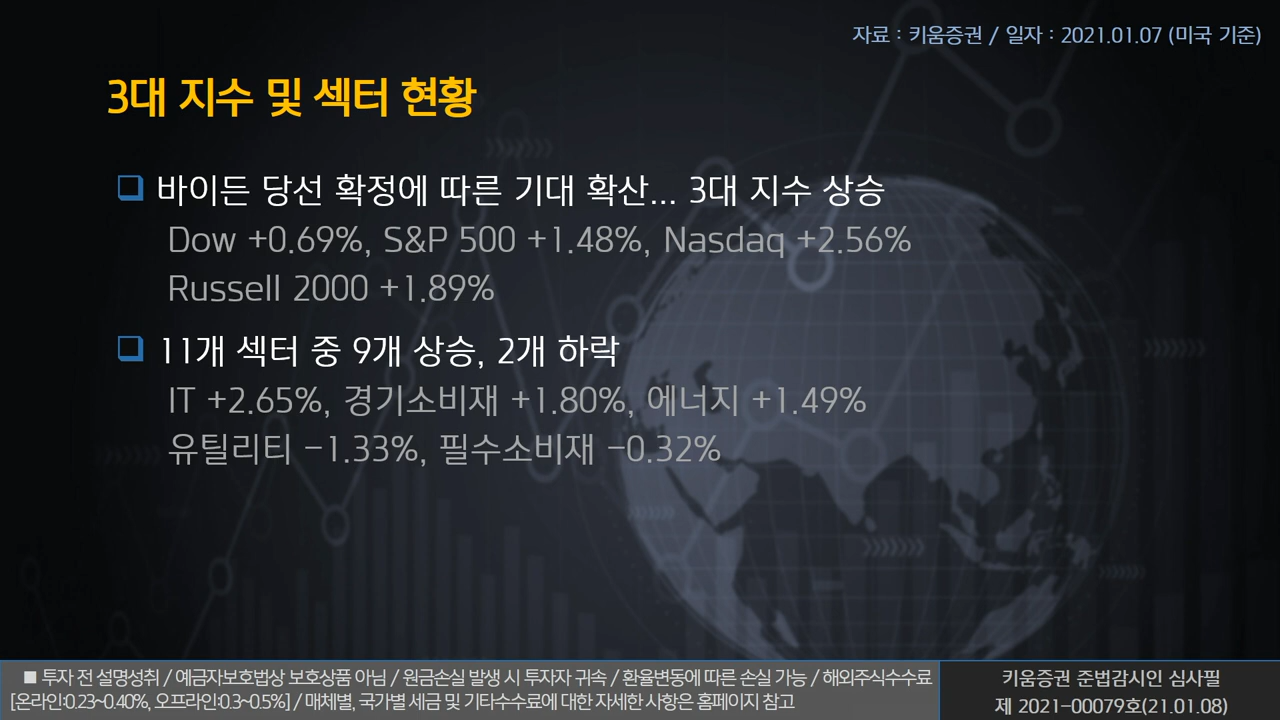 자료 : 키움증권 / 일자 : 2021.01.07 (미국 기준)
3대 지수 및 섹터 현황
❑ 바이든 당선 확정에 따른 기대 확산... 3대 지수 상승
Dow +0.69%, S&P 500 +1.48%, Nasdaq +2.56%
Russell 2000 +1.89%
❑ 11개 섹터 중 9개 상승, 2개 하락
IT +2.65%, 경기소비재 +1.80%, 에너지 +1.49%
유틸리티 -1.33%, 필수소비재 -0.32%
■ 투자 전 설명성취 / 예금자보호법상 보호상품 아님 / 원금손실 발생 시 투자자 귀속 / 환율변동에 따른 손실 가능 / 해외주식수수료
[온라인:0.23~0.40%, 오프라인:0.3~0.5%] / 매체별, 국가별 세금 및 기타수수료에 대한 자세한 사항은 홈페이지 참고
키움증권 준법감시인 심사필
제 2021-00079호(21.01.08)